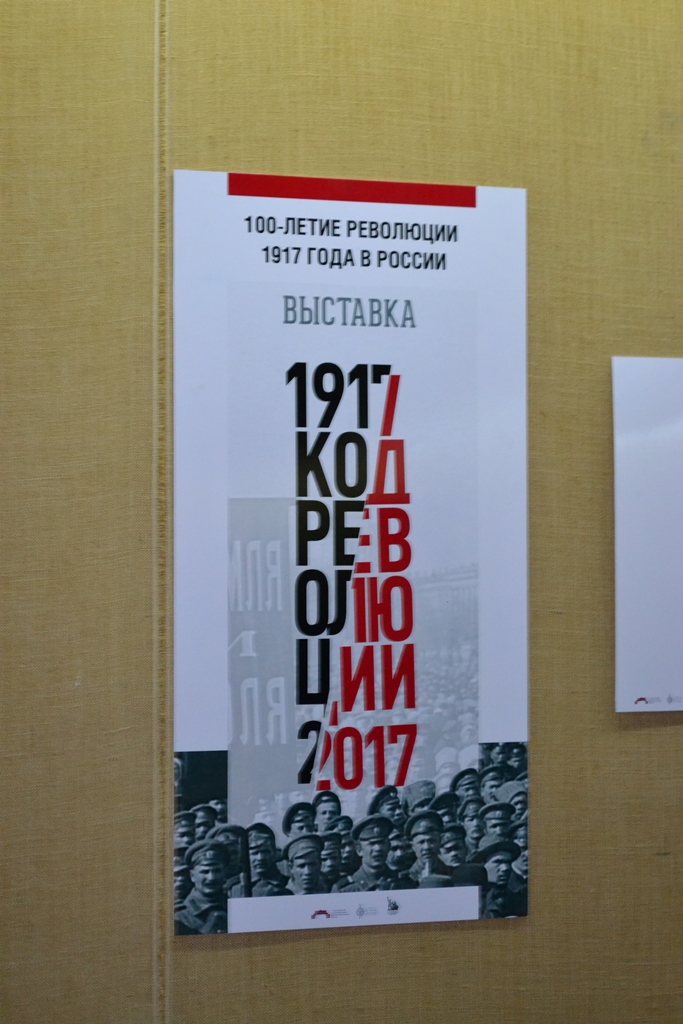 100-ЛЕТИЕ РЕВОЛЮЦИИ
1917 ГОДА В РОССИИ
ВЫСТАВКА
1917
КОД
РЕВ
ОЛЮ
ЦИИ
2017